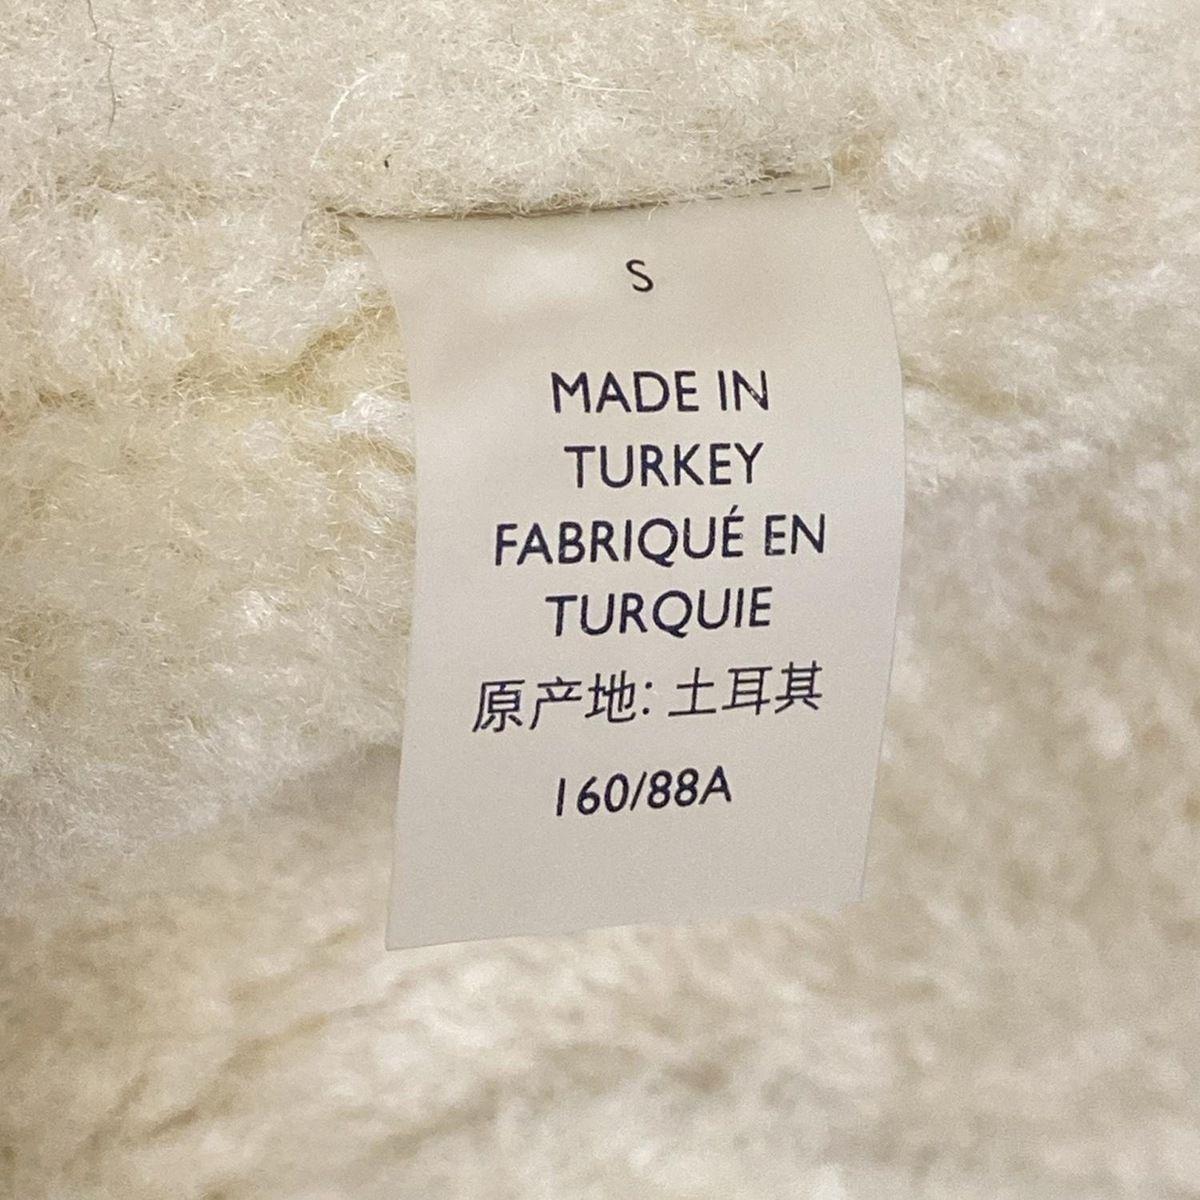 S
MADE IN
TURKEY
FABRIQUÉ EN
TURQUIE
原产地: 土耳其
160/88A